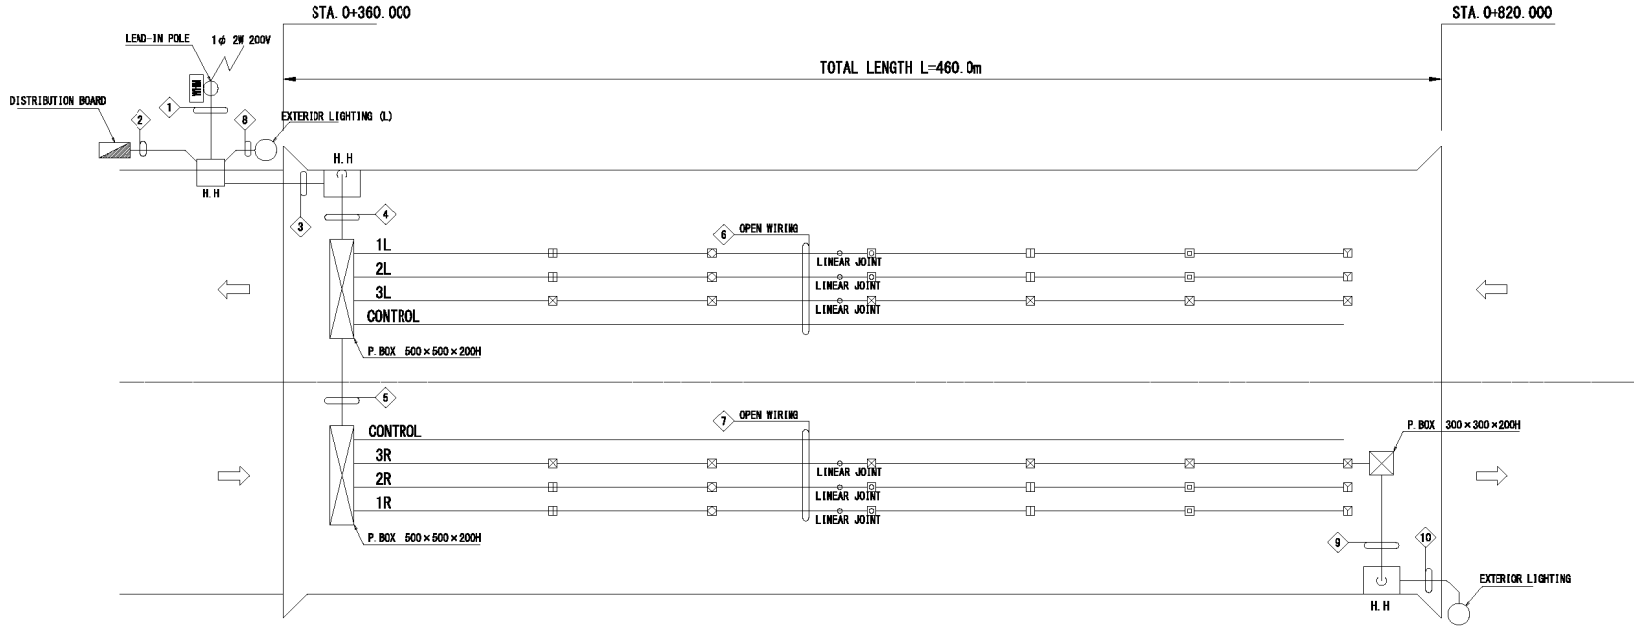 STA. 0+360.000
STA. 0+820.000
LEAD-IN POLE
1φ 2W 200V
TOTAL LENGTH L=460.0m
WHM
DISTRIBUTION BOARD
1
2
8
EXTERIOR LIGHTING (L)
H.H
H.H
3
4
6
OPEN WIRING
1L
LINEAR JOINT
2L
LINEAR JOINT
3L
LINEAR JOINT
CONTROL
P.BOX 500×500×200H
5
7
OPEN WIRING
CONTROL
P.BOX 300×300×200H
3R
LINEAR JOINT
2R
LINEAR JOINT
1R
LINEAR JOINT
P.BOX 500×500×200H
9
10
EXTERIOR LIGHTING
H.H